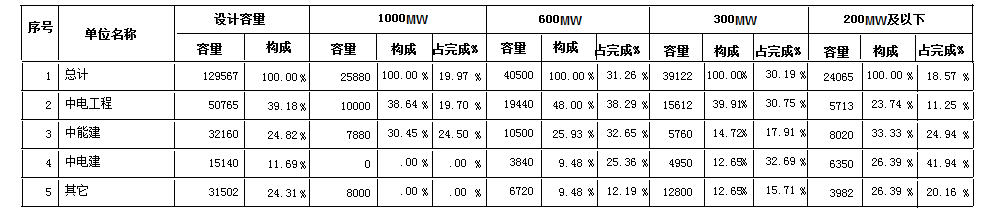 序号 单位名称 设计容量 1000MW 600MW 300MW 200MW及以下
容量 构成 容量 构成 占完成% 容量 构成 占完成% 容量 构成 占完成% 容量 构成 占完成%
1 总计 129567 100.00% 25880 100.00 % 19.97 % 40500 100.00 % 31.26 % 39122 100.00% 30.19 % 24065 100.00 % 18.57 %
2 中电工程 50765 39.18% 10000 38.64 % 19.70 % 19440 48.00 % 38.29 % 15612 39.91% 30.75 % 5713 23.74 % 11.25 %
3 中能建 32160 24.82% 7880 30.45 % 24.50 % 10500 25.93 % 32.65 % 5760 14.72% 17.91 % 8020 33.33 % 24.94 %
4 中电建 15140 11.69% 0 .00 % .00 % 3840 9.48 % 25.36 % 4950 12.65% 32.69 % 6350 26.39 % 41.94 %
5 其它 31502 24.31% 8000 .00 % .00 % 6720 9.48 % 12.19 % 12800 12.65% 15.71 % 3982 26.39 % 20.16 %